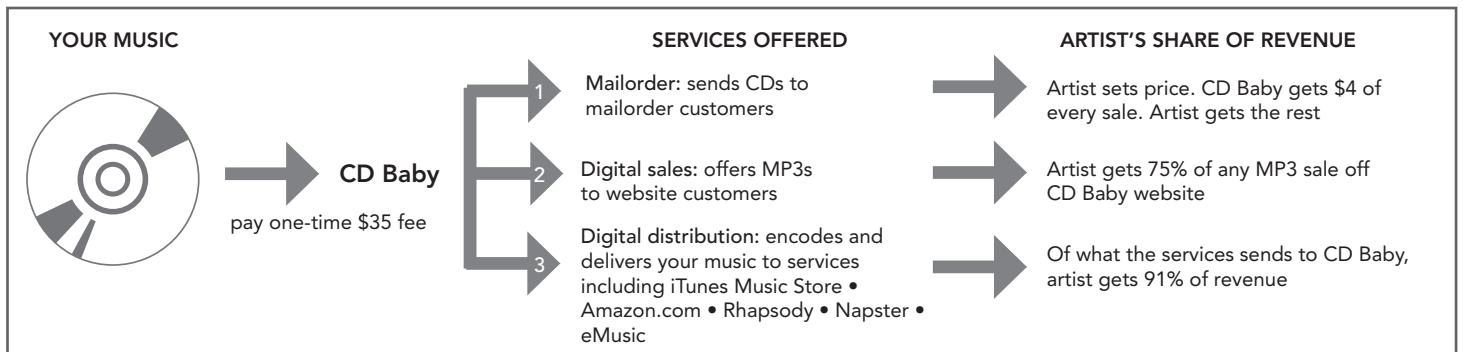 YOUR MUSIC
SERVICES OFFERED
ARTIST'S SHARE OF REVENUE
CD Baby
pay one-time $35 fee
1
Mailorder: sends CDs to
mailorder customers
Artist sets price. CD Baby gets $4 of
every sale. Artist gets the rest
2
Digital sales: offers MP3s
to website customers
Artist gets 75% of any MP3 sale off
CD Baby website
3
Digital distribution: encodes and
delivers your music to services
including iTunes Music Store •
Amazon.com • Rhapsody • Napster •
eMusic
Of what the services sends to CD Baby,
artist gets 91% of revenue